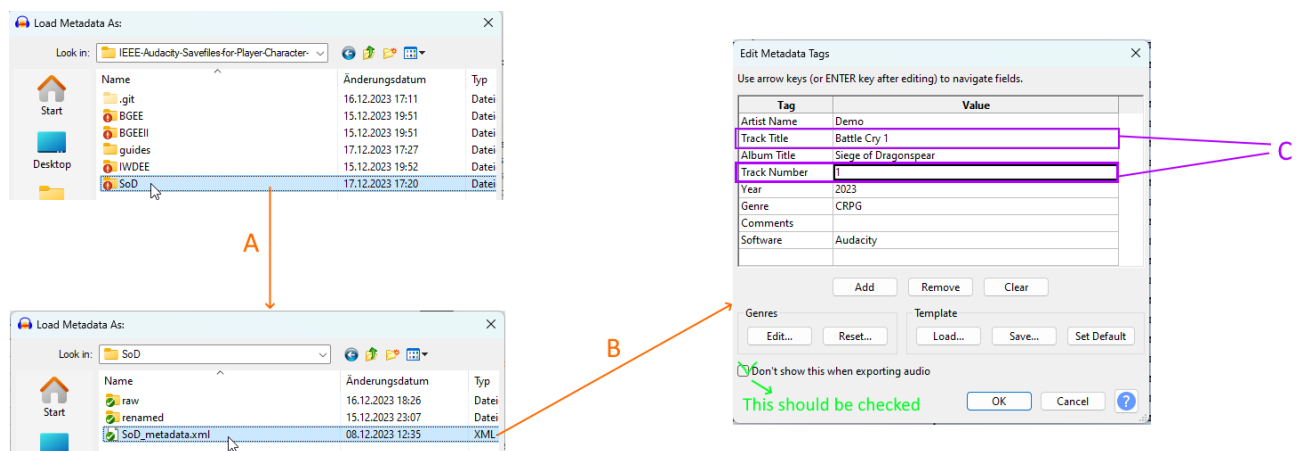 Load Metadata As:
Look in: IEEE-Audacity-Savefiles-for-Player-Character-
Name Änderungsdatum Typ
.git 16.12.2023 17:11 Datei
BGEE 15.12.2023 19:51 Datei
BGEEII 15.12.2023 19:51 Datei
guides 17.12.2023 17:27 Datei
IWDEE 15.12.2023 19:52 Datei
SoD 17.12.2023 17:20 Datei
Start
Desktop
A
Load Metadata As:
Look in: SoD
Name Änderungsdatum Typ
raw 16.12.2023 18:26 Datei
renamed 15.12.2023 23:07 Datei
SoD_metadata.xml 08.12.2023 12:35 XML-
Start
B
Edit Metadata Tags
Use arrow keys (or ENTER key after editing) to navigate fields.
Tag Value
Artist Name Demo
Track Title Battle Cry 1
Album Title Siege of Dragonspear
Track Number 1
Year 2023
Genre CRPG
Comments
Software Audacity
C
Add Remove Clear
Genres Template
Edit... Reset... Load... Save... Set Default
Don't show this when exporting audio
This should be checked
OK Cancel ?